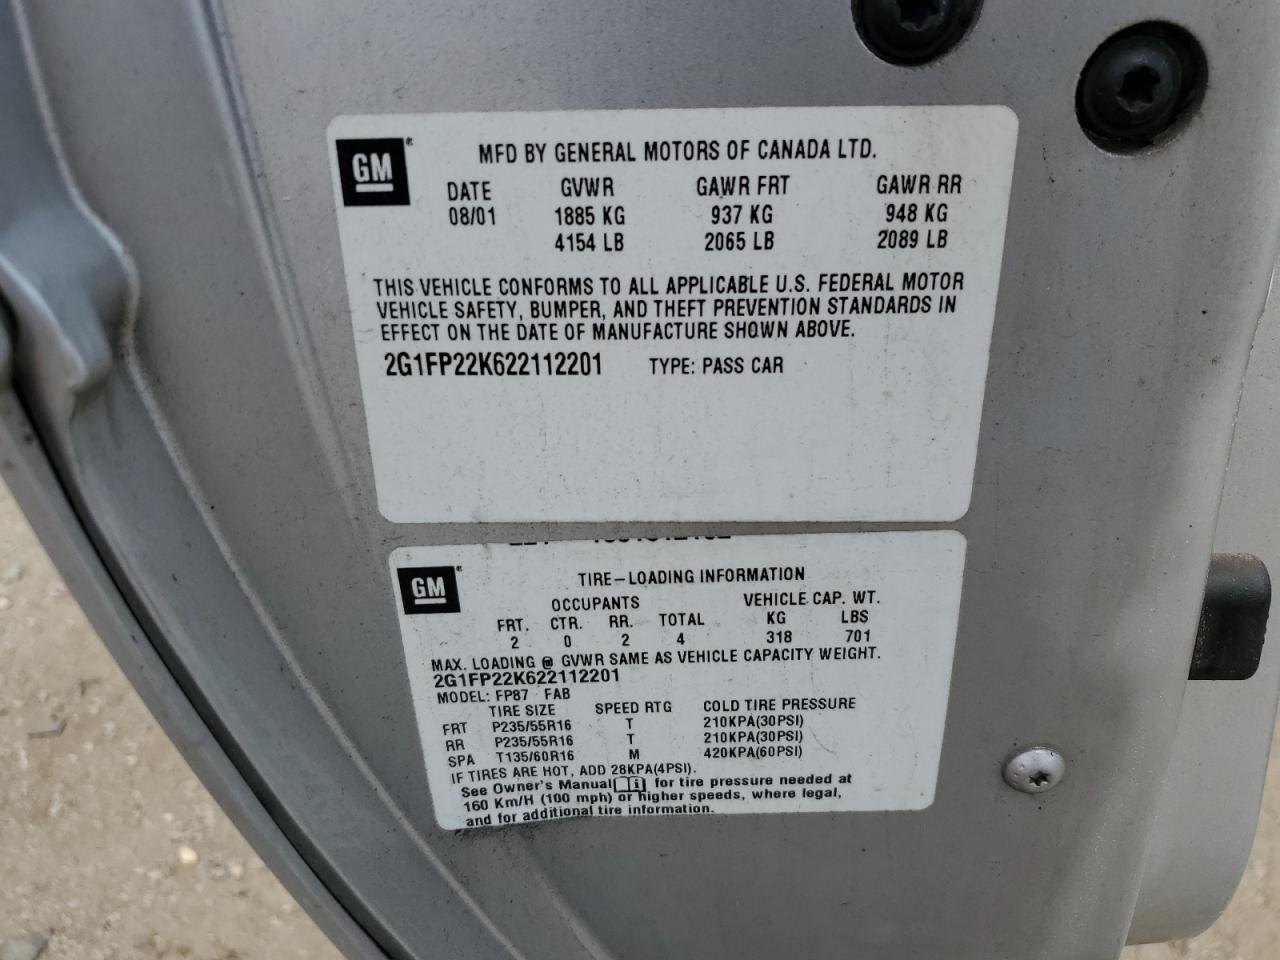 GM
MFD BY GENERAL MOTORS OF CANADA LTD.
DATE GVWR GAWR FRT GAWR RR
08/01 1885 KG 937 KG 948 KG
4154 LB 2065 LB 2089 LB
THIS VEHICLE CONFORMS TO ALL APPLICABLE U.S. FEDERAL MOTOR
VEHICLE SAFETY, BUMPER, AND THEFT PREVENTION STANDARDS IN
EFFECT ON THE DATE OF MANUFACTURE SHOWN ABOVE.
2G1FP22K622112201 TYPE: PASS CAR
GM
TIRE-LOADING INFORMATION
OCCUPANTS VEHICLE CAP. WT.
FRT. CTR. RR. TOTAL KG LBS
2 0 2 4 318 701
MAX. LOADING @ GVWR SAME AS VEHICLE CAPACITY WEIGHT.
2G1FP22K622112201
MODEL: FP87 FAB
TIRE SIZE SPEED RTG COLD TIRE PRESSURE
FRT P235/55R16 T 210KPA(30PSI)
RR P235/55R16 T 210KPA(30PSI)
SPA T135/60R16 M 420KPA(60PSI)
IF TIRES ARE HOT, ADD 28KPA(4PSI).
See Owner's Manual for tire pressure needed at
160 Km/H (100 mph) or higher speeds, where legal,
and for additional tire information.